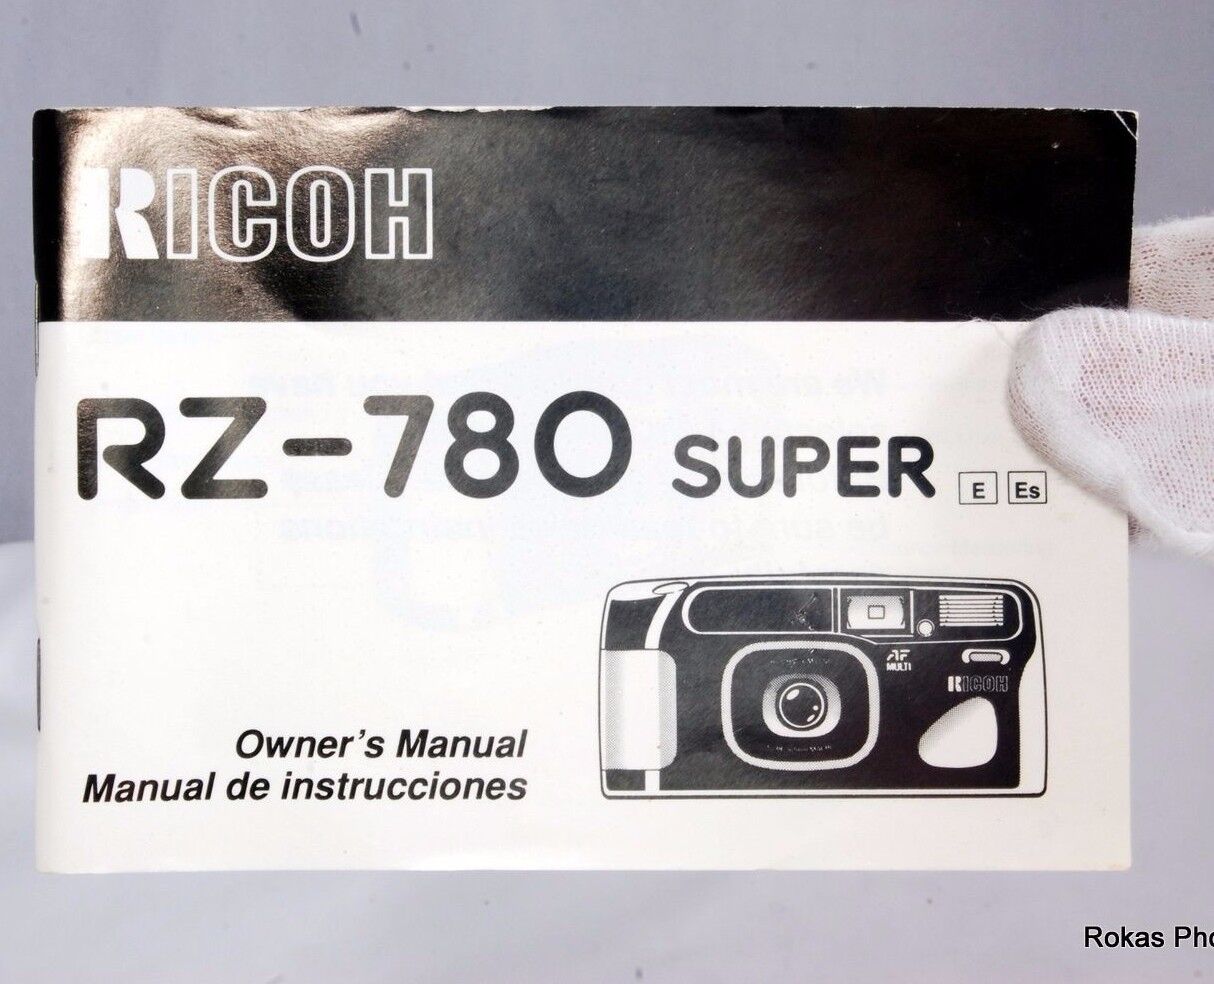 RICOH
RZ-780 SUPER E Es
AF
MULTI
RICOH
Owner's Manual
Manual de instrucciones
Rokas Pho